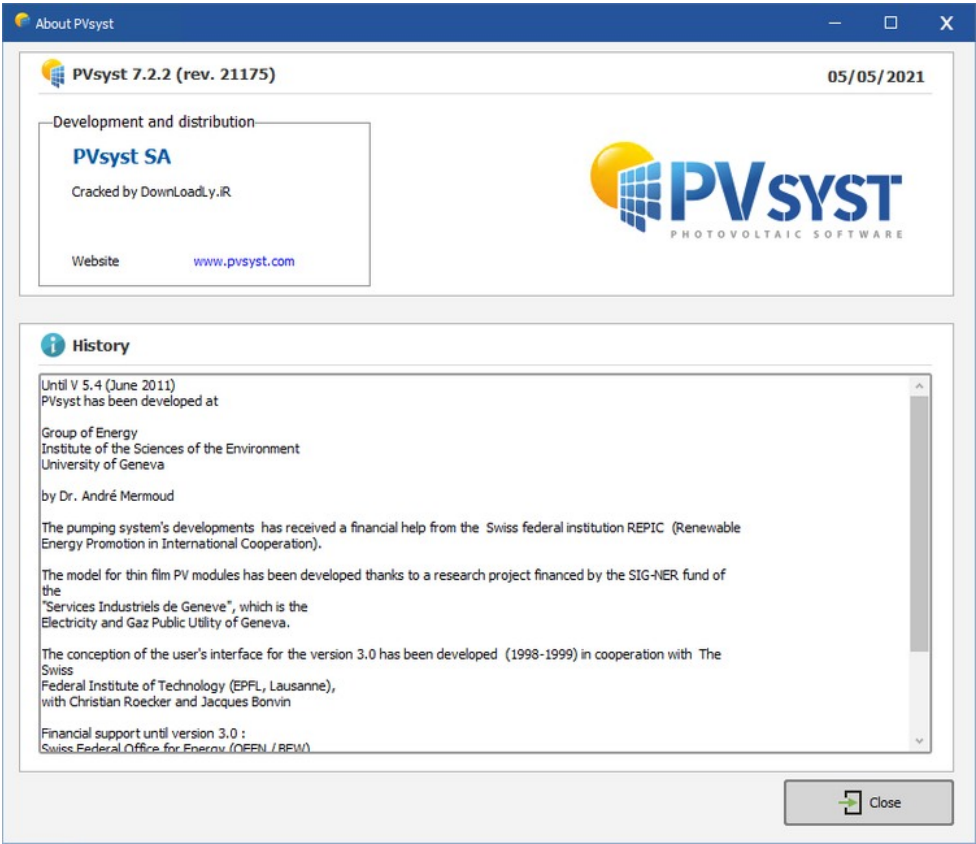 About PVsyst
PVsyst 7.2.2 (rev. 21175)
05/05/2021
Development and distribution
PVsyst SA
Cracked by DownLoadLy.iR
Website
www.pvsyst.com
PVSYST
PHOTOVOLTAIC SOFTWARE
History
Until V 5.4 (June 2011)
PVsyst has been developed at
Group of Energy
Institute of the Sciences of the Environment
University of Geneva
by Dr. André Mermoud
The pumping system's developments  has received a financial help from the  Swiss federal institution REPIC  (Renewable
Energy Promotion in International Cooperation).
The model for thin film PV modules has been developed thanks to a research project financed by the SIG-NER fund of
the
"Services Industriels de Geneve", which is the
Electricity and Gaz Public Utility of Geneva.
The conception of the user's interface for the version 3.0 has been developed  (1998-1999) in cooperation with  The
Swiss
Federal Institute of Technology (EPFL, Lausanne),
with Christian Roecker and Jacques Bonvin
Financial support until version 3.0 :
Swiss Federal Office for Energy (OFEN / BEW)
Close